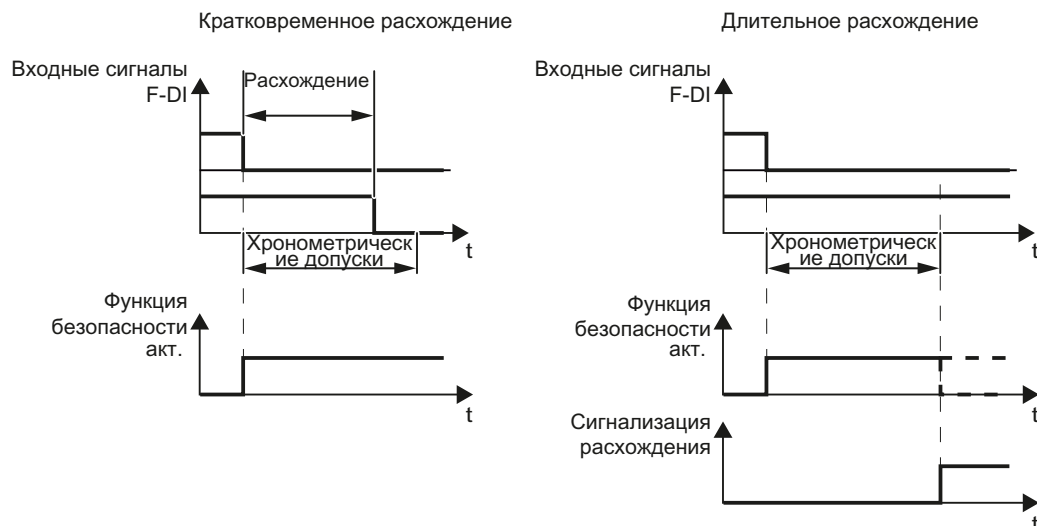 Кратковременное расхождение
Входные сигналы
F-DI
Расхождение
t
Хронометрическ
ие допуски
Функция
безопасности
акт.
t
Длительное расхождение
Входные сигналы
F-DI
t
Хронометрическ
ие допуски
Функция
безопасности
акт.
t
Сигнализация
расхождения
t